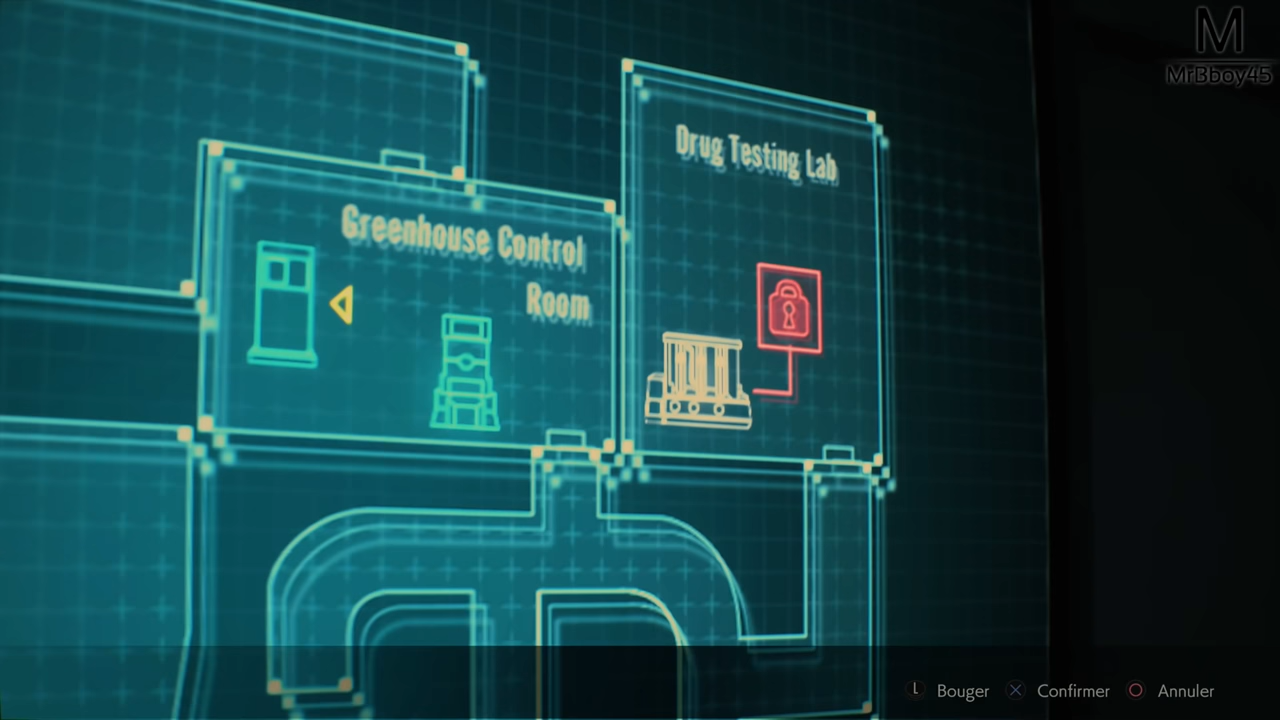 M
MrBboy45
Drug Testing Lab
Greenhouse Control
Room
L Bouger Confirmer Annuler